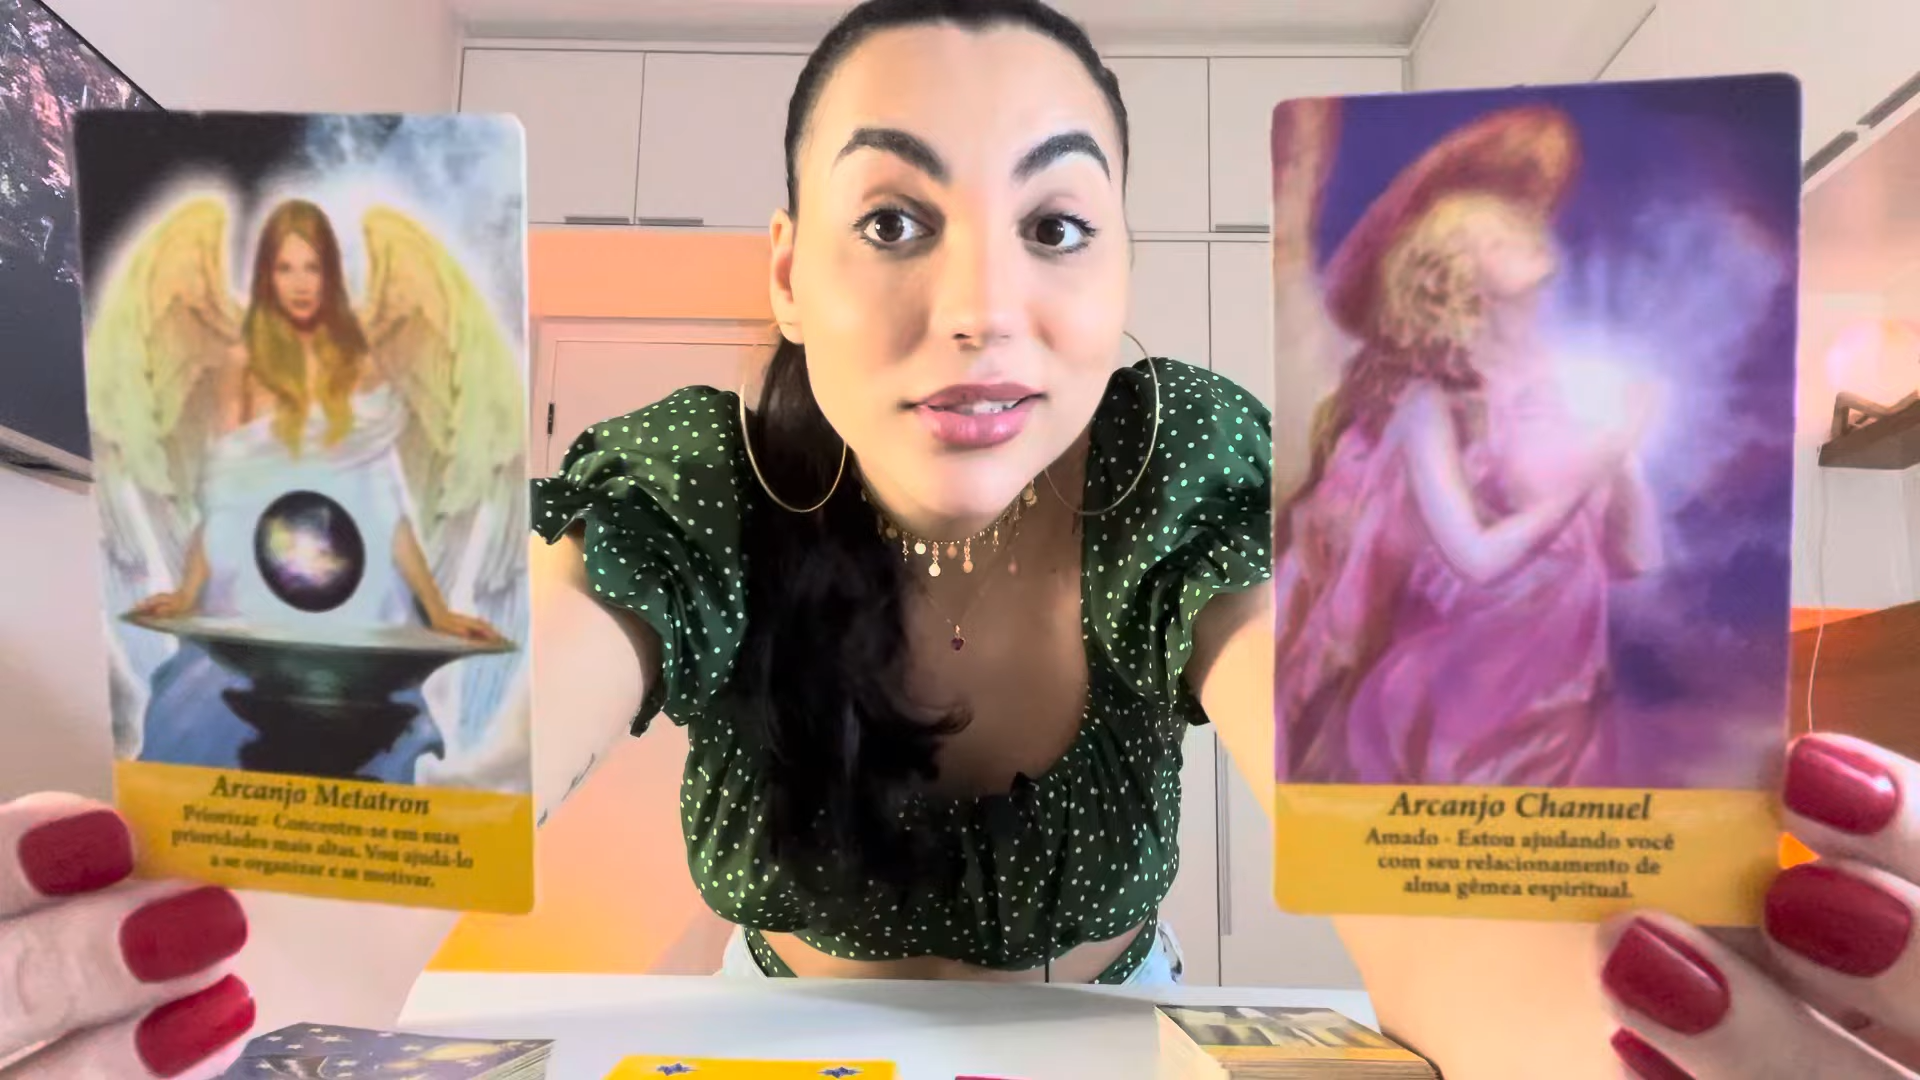 Arcanjo Metatron
Priorizar - Concentre-se em suas
prioridades mais altas. Vou ajudá-lo
a se organizar e se motivar.
Arcanjo Chamuel
Amado - Estou ajudando você
com seu relacionamento de
alma gêmea espiritual.